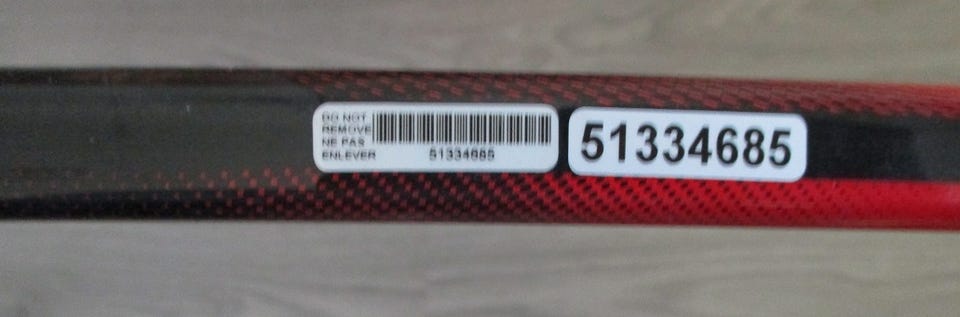 DO NOT
REMOVE
NE PAS
ENLEVER
51334685
51334685